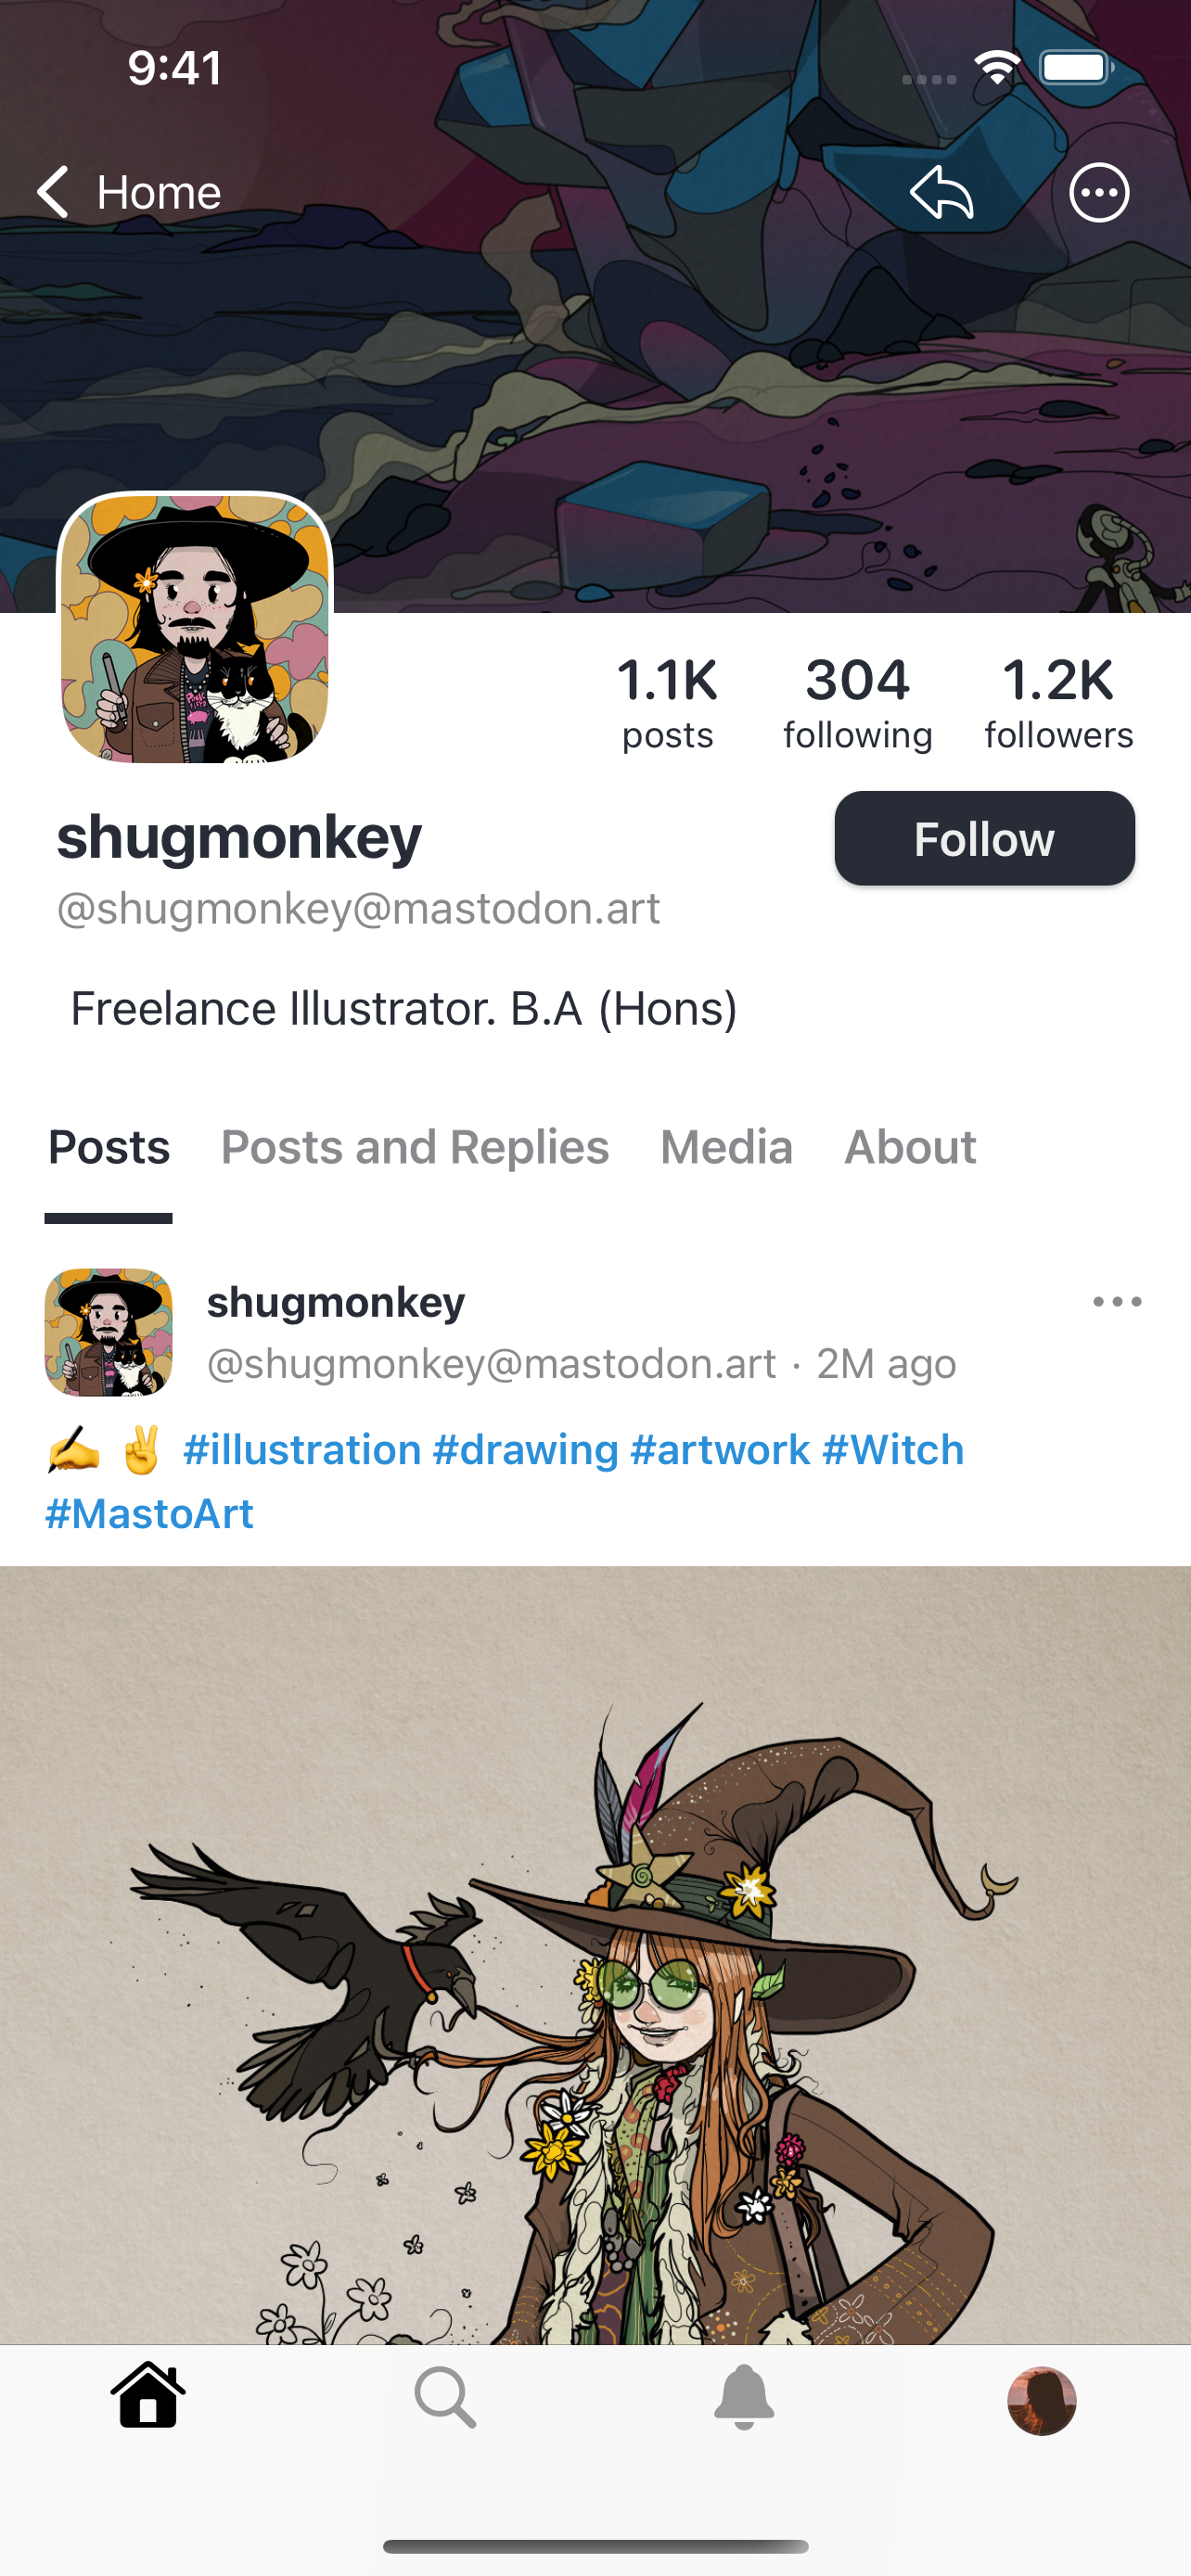 9:41
Home
1.1K 304 1.2K
posts following followers
shugmonkey
Follow
@shugmonkey@mastodon.art
Freelance Illustrator. B.A (Hons)
Posts Posts and Replies Media About
shugmonkey
@shugmonkey@mastodon.art · 2M ago
✍️ ✌️ #illustration #drawing #artwork #Witch
#MastoArt